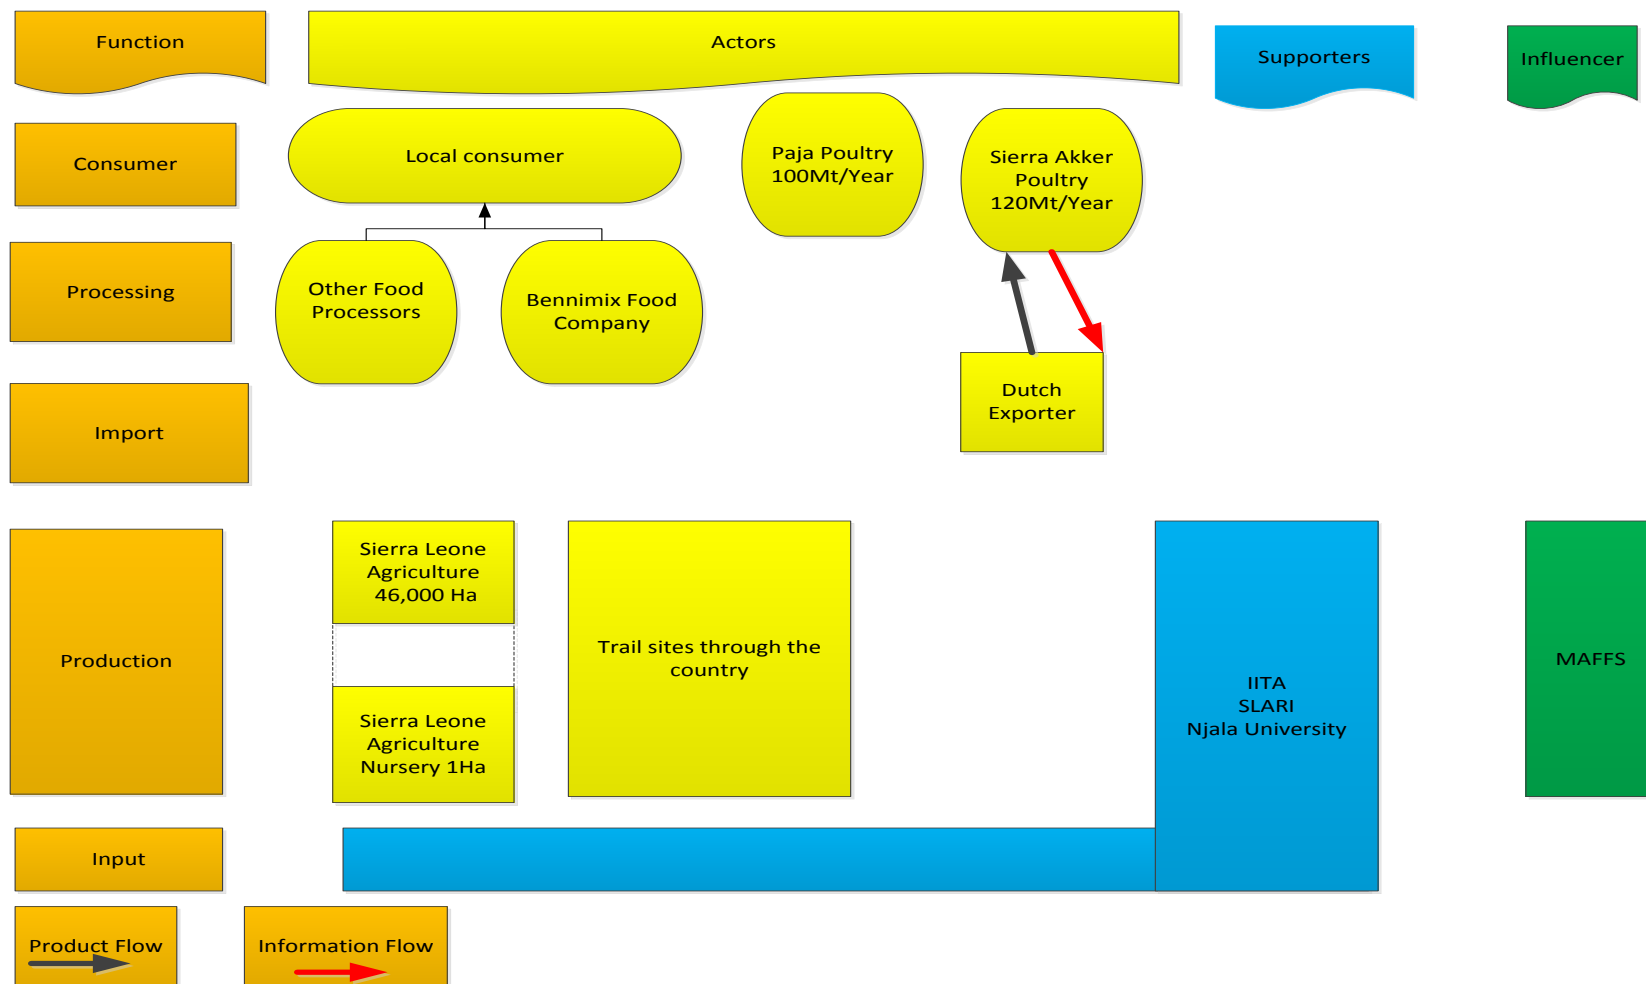 Function
Actors
Supporters
Influencer
Consumer
Local consumer
Paja Poultry
100Mt/Year
Sierra Akker
Poultry
120Mt/Year
Processing
Other Food
Processors
Bennimix Food
Company
Import
Dutch
Exporter
Production
Sierra Leone
Agriculture
46,000 Ha
Sierra Leone
Agriculture
Nursery 1Ha
Trail sites through the
country
IITA
SLARI
Njala University
MAFFS
Input
Product Flow
Information Flow